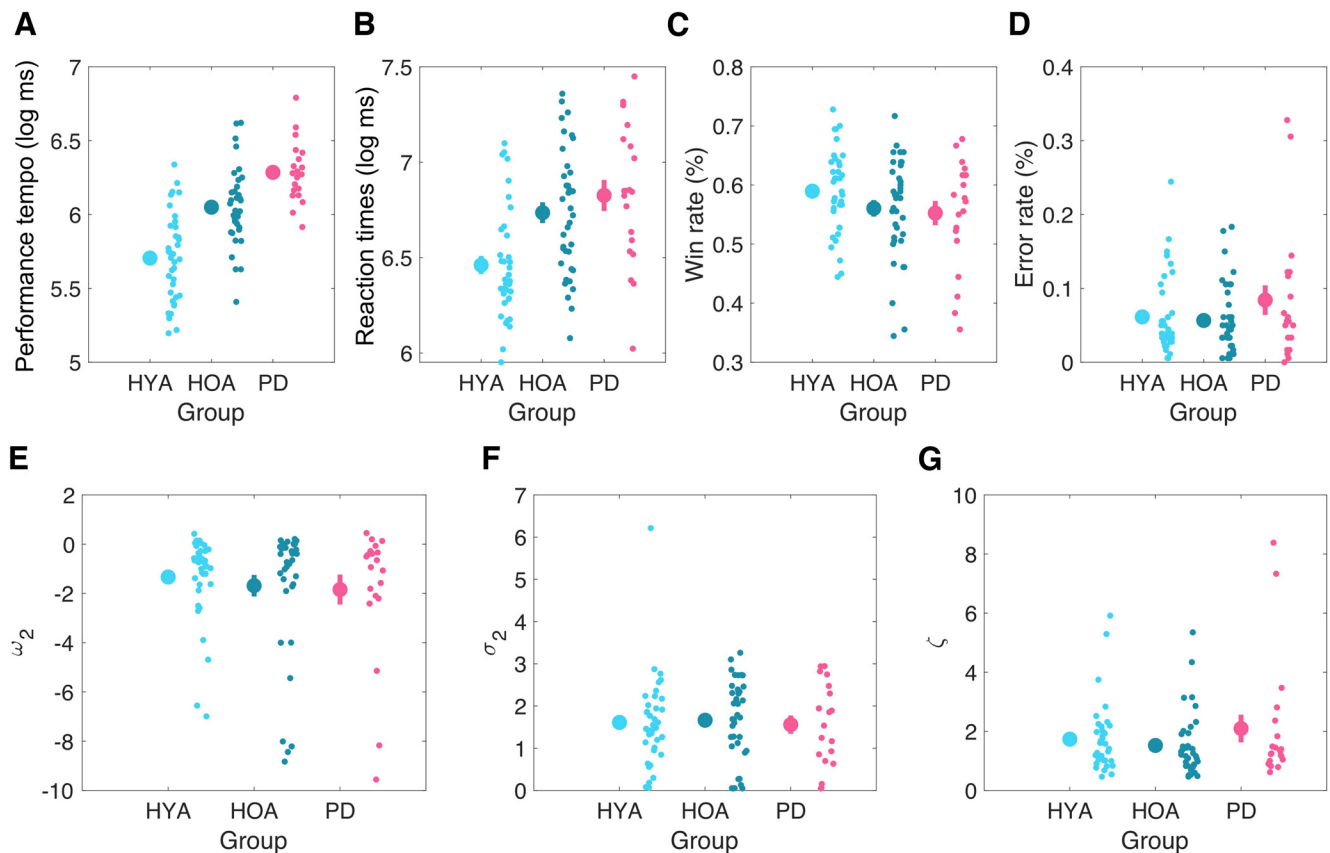 A
B
C
D
Performance tempo (log ms)
7
6.5
6
5.5
5
HYA HOA PD
Group
Reaction times (log ms)
7.5
7
6.5
6
HYA HOA PD
Group
Win rate (%)
0.8
0.7
0.6
0.5
0.4
0.3
HYA HOA PD
Group
Error rate (%)
0.4
0.3
0.2
0.1
0
HYA HOA PD
Group
E
F
G
ω2
2
0
-2
-4
-6
-8
-10
HYA HOA PD
Group
σ2
7
6
5
4
3
2
1
0
HYA HOA PD
Group
ζ
10
8
6
4
2
0
HYA HOA PD
Group